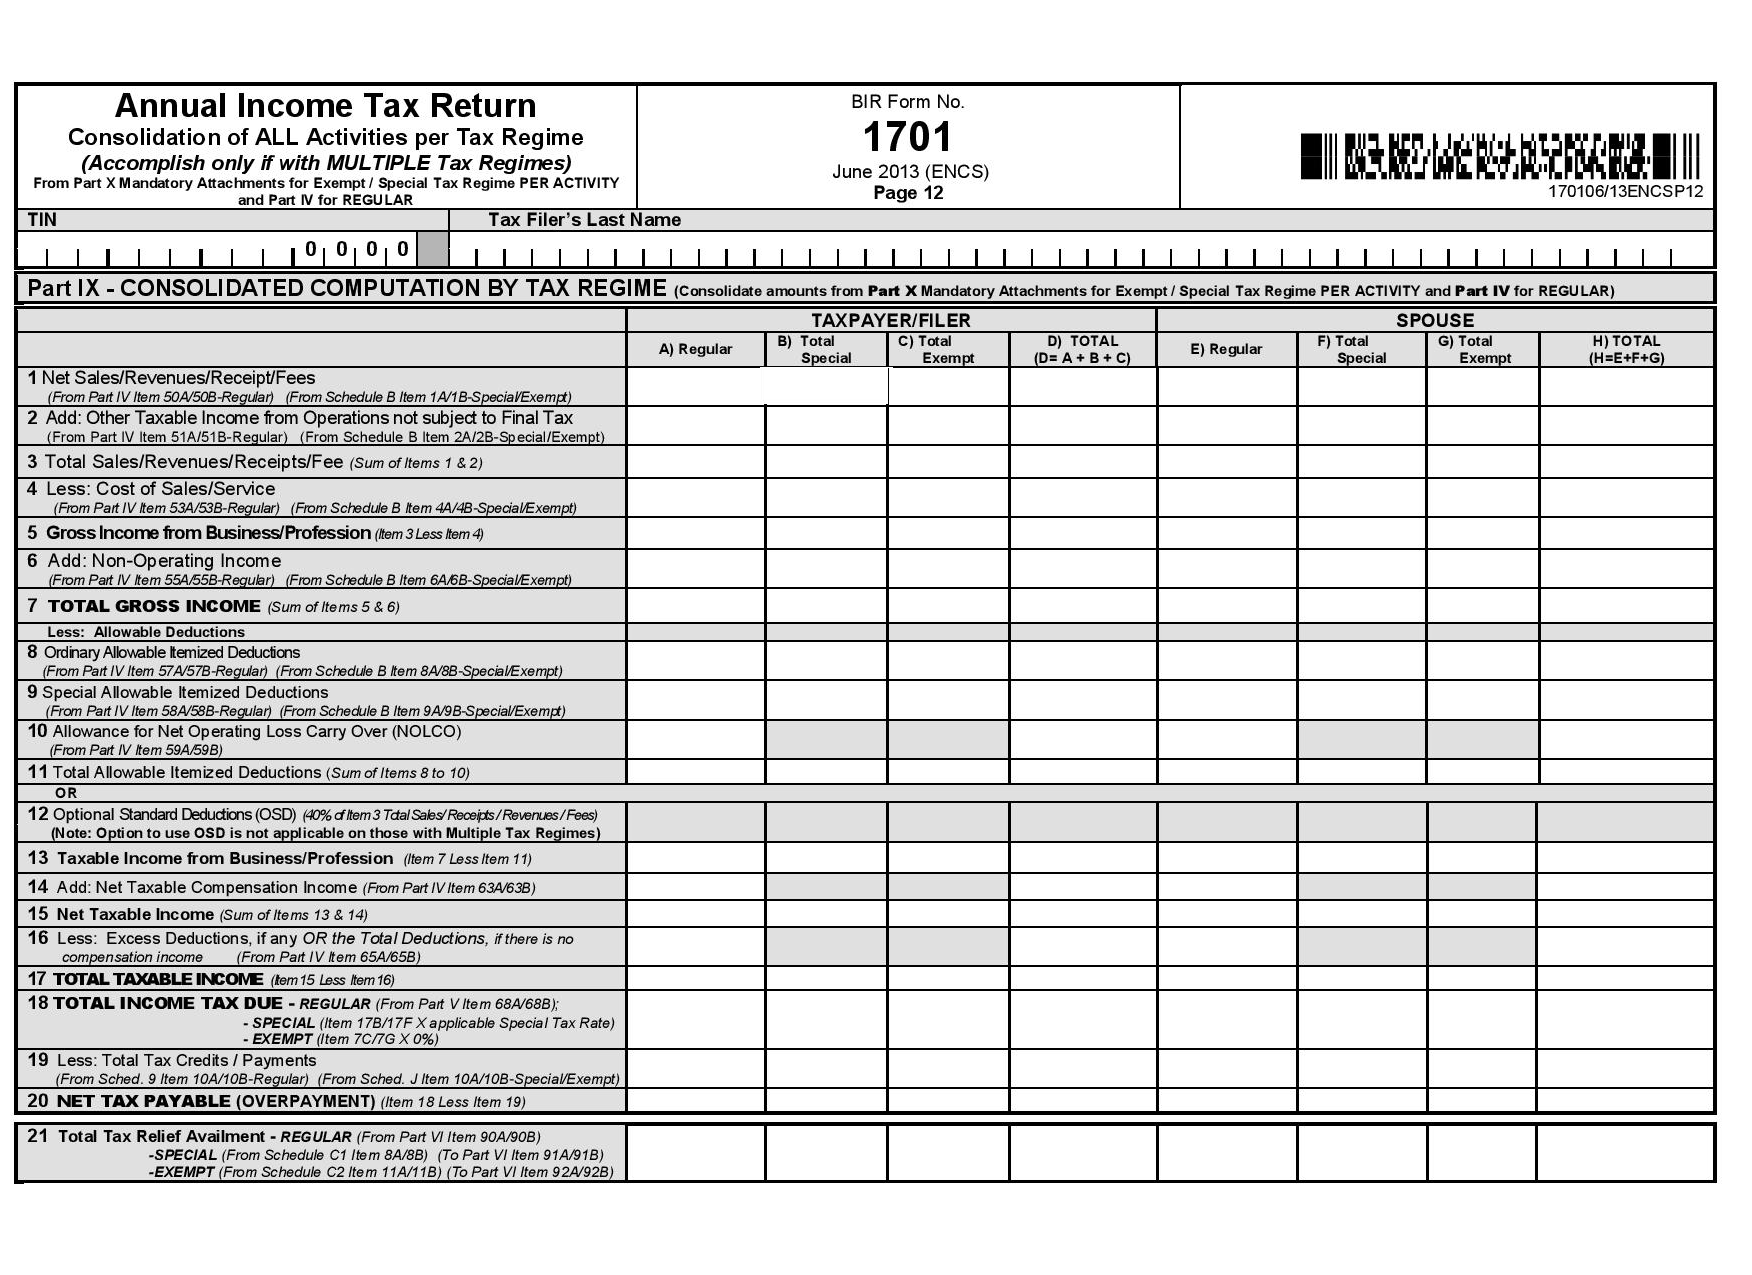 Annual Income Tax Return
Consolidation of ALL Activities per Tax Regime
(Accomplish only if with MULTIPLE Tax Regimes)
From Part X Mandatory Attachments for Exempt / Special Tax Regime PER ACTIVITY
and Part IV for REGULAR
BIR Form No.
1701
June 2013 (ENCS)
Page 12
170106/13ENCSP12
TIN
Tax Filer's Last Name
0 0 0 0
Part IX - CONSOLIDATED COMPUTATION BY TAX REGIME (Consolidate amounts from Part X Mandatory Attachments for Exempt / Special Tax Regime PER ACTIVITY and Part IV for REGULAR)
TAXPAYER/FILER
SPOUSE
A) Regular
B) Total
Special
C) Total
Exempt
D) TOTAL
(D= A + B + C)
E) Regular
F) Total
Special
G) Total
Exempt
H) TOTAL
(H=E+F+G)
1 Net Sales/Revenues/Receipt/Fees
(From Part IV Item 50A/50B-Regular) (From Schedule B Item 1A/1B-Special/Exempt)
2 Add: Other Taxable Income from Operations not subject to Final Tax
(From Part IV Item 51A/51B-Regular) (From Schedule B Item 2A/2B-Special/Exempt)
3 Total Sales/Revenues/Receipts/Fee (Sum of Items 1 & 2)
4 Less: Cost of Sales/Service
(From Part IV Item 53A/53B-Regular) (From Schedule B Item 4A/4B-Special/Exempt)
5 Gross Income from Business/Profession (Item 3 Less Item 4)
6 Add: Non-Operating Income
(From Part IV Item 55A/55B-Regular) (From Schedule B Item 6A/6B-Special/Exempt)
7 TOTAL GROSS INCOME (Sum of Items 5 & 6)
Less: Allowable Deductions
8 Ordinary Allowable Itemized Deductions
(From Part IV Item 57A/57B-Regular) (From Schedule B Item 8A/8B-Special/Exempt)
9 Special Allowable Itemized Deductions
(From Part IV Item 58A/58B-Regular) (From Schedule B Item 9A/9B-Special/Exempt)
10 Allowance for Net Operating Loss Carry Over (NOLCO)
(From Part IV Item 59A/59B)
11 Total Allowable Itemized Deductions (Sum of Items 8 to 10)
OR
12 Optional Standard Deductions (OSD) (40% of Item 3 Total Sales/ Receipts / Revenues / Fees)
(Note: Option to use OSD is not applicable on those with Multiple Tax Regimes)
13 Taxable Income from Business/Profession (Item 7 Less Item 11)
14 Add: Net Taxable Compensation Income (From Part IV Item 63A/63B)
15 Net Taxable Income (Sum of Items 13 & 14)
16 Less: Excess Deductions, if any OR the Total Deductions, if there is no
compensation income (From Part IV Item 65A/65B)
17 TOTAL TAXABLE INCOME (Item 15 Less Item 16)
18 TOTAL INCOME TAX DUE - REGULAR (From Part V Item 68A/68B);
- SPECIAL (Item 17B/17F X applicable Special Tax Rate)
- EXEMPT (Item 7C/7G X 0%)
19 Less: Total Tax Credits / Payments
(From Sched. 9 Item 10A/10B-Regular) (From Sched. J Item 10A/10B-Special/Exempt)
20 NET TAX PAYABLE (OVERPAYMENT) (Item 18 Less Item 19)
21 Total Tax Relief Availment - REGULAR (From Part VI Item 90A/90B)
-SPECIAL (From Schedule C1 Item 8A/8B) (To Part VI Item 91A/91B)
-EXEMPT (From Schedule C2 Item 11A/11B) (To Part VI Item 92A/92B)